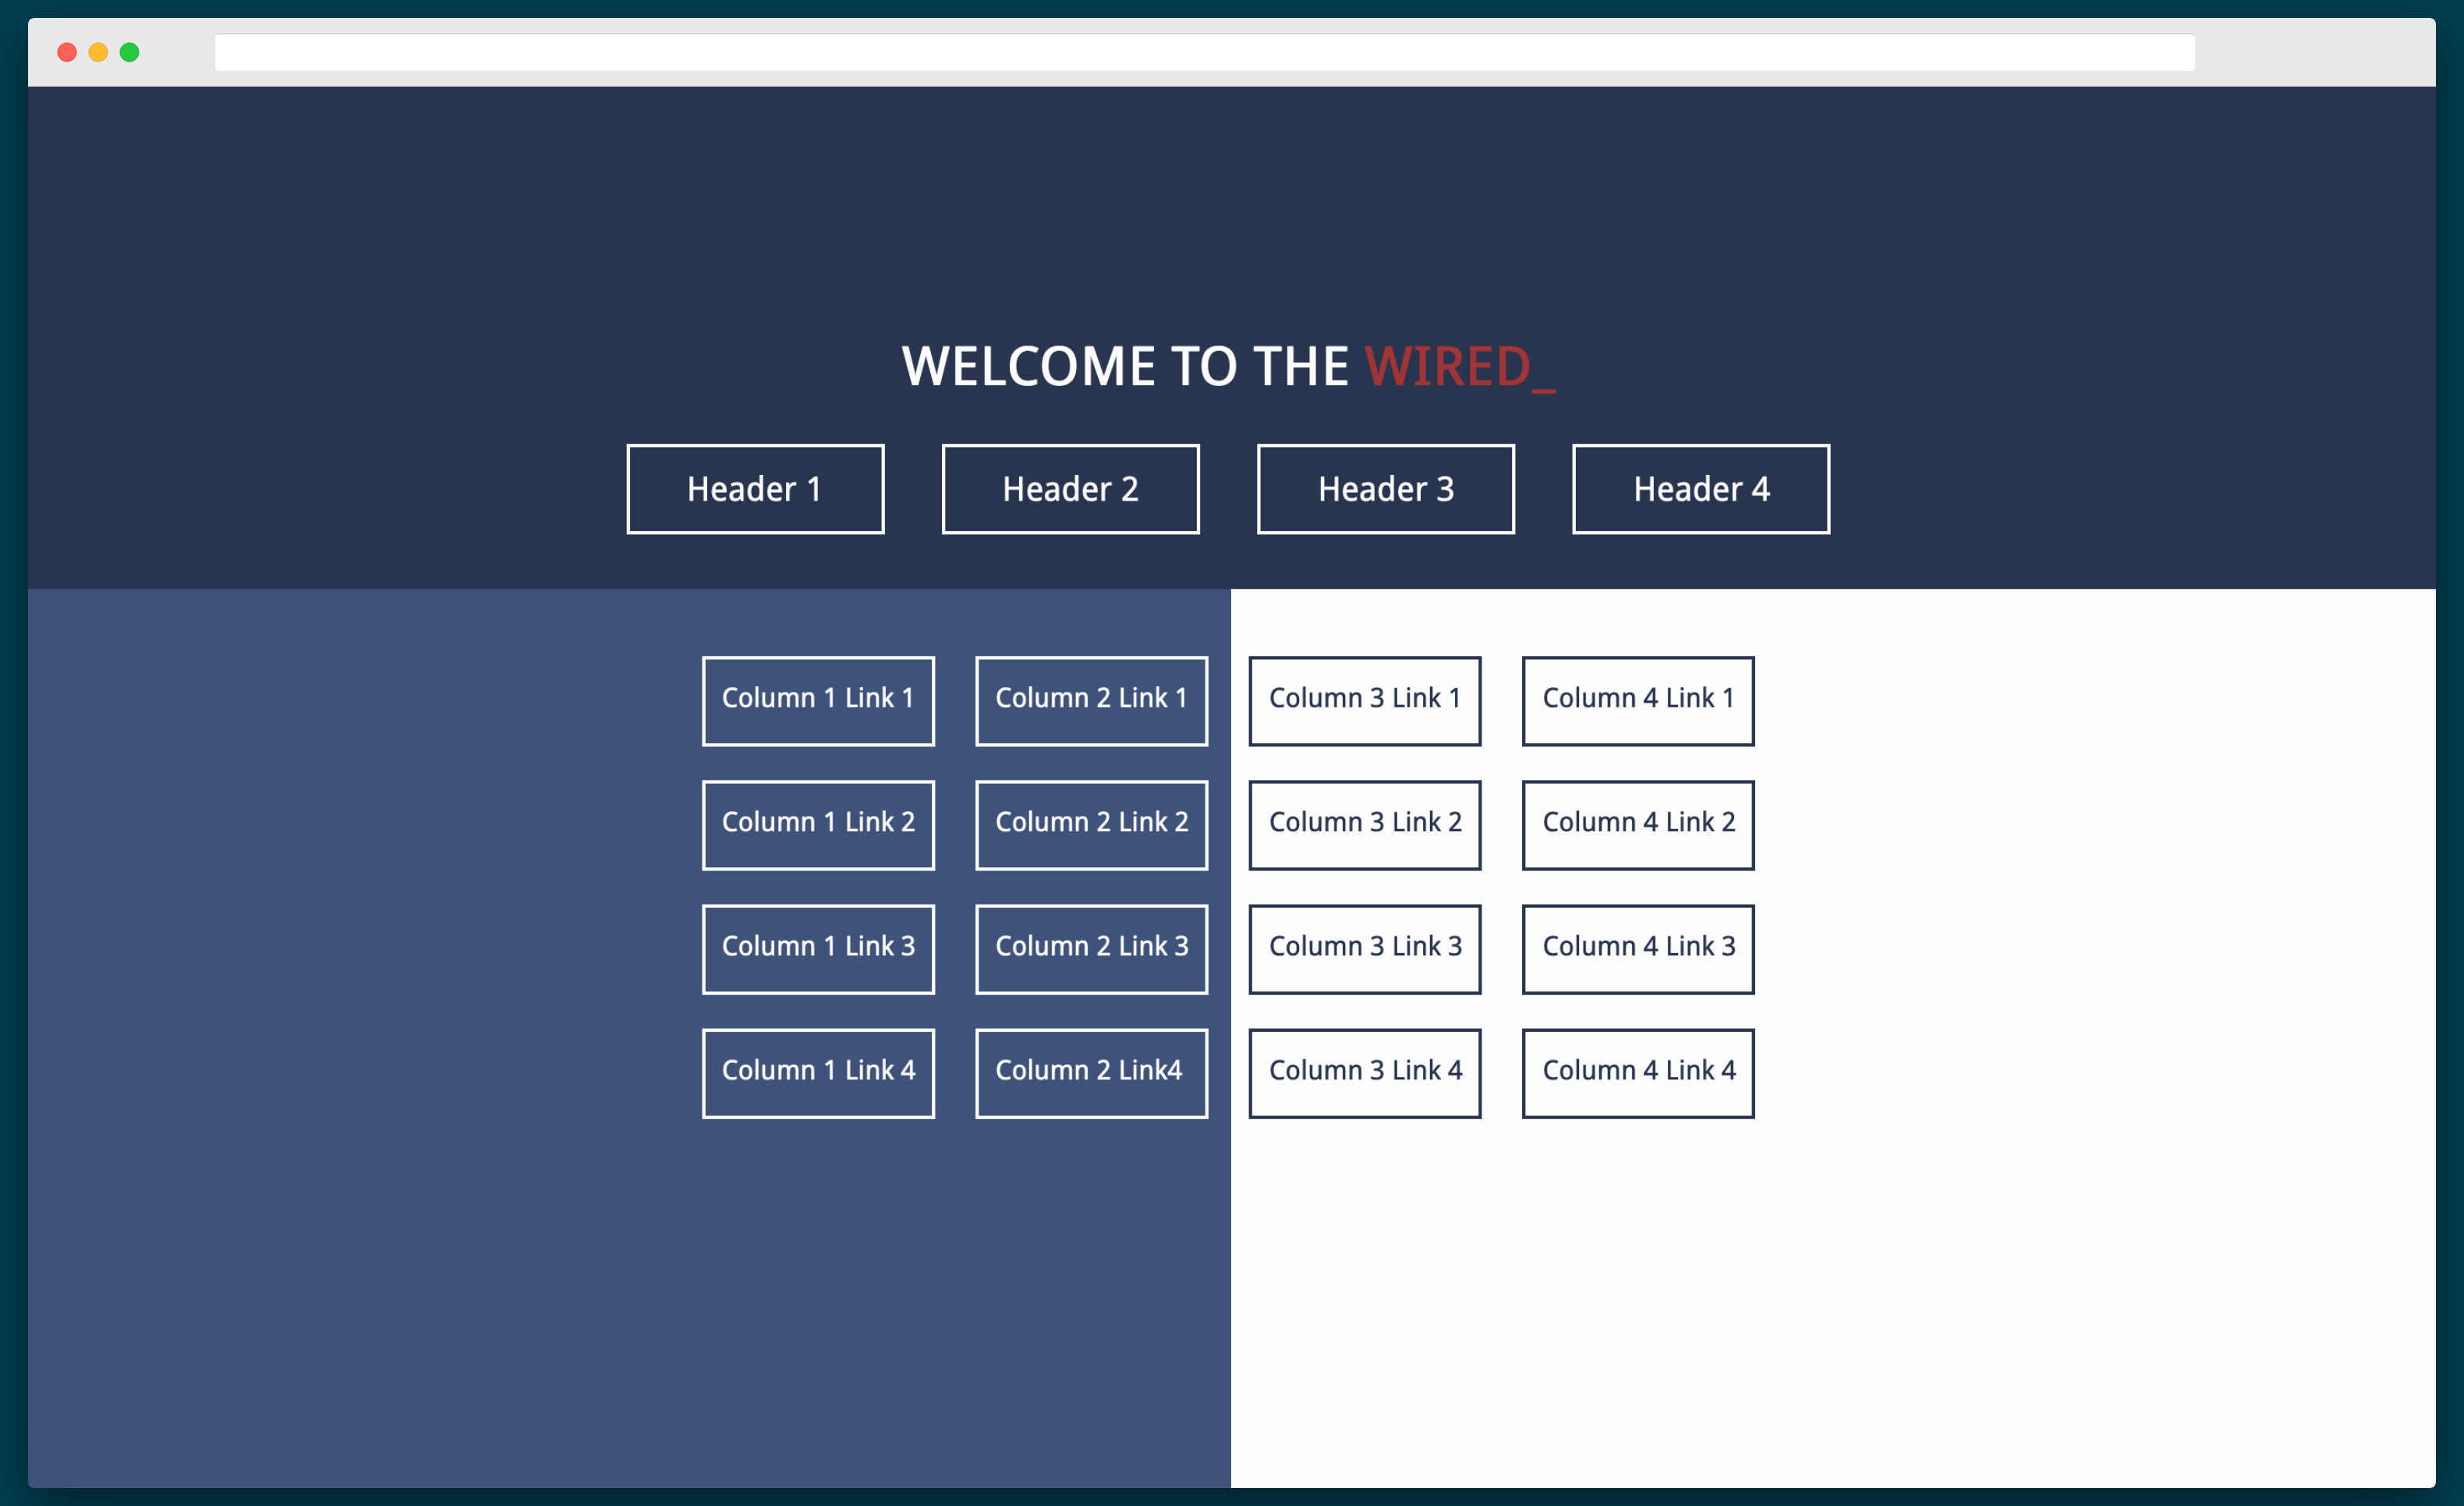 WELCOME TO THE WIRED_
Header 1 Header 2 Header 3 Header 4
Column 1 Link 1 Column 2 Link 1 Column 3 Link 1 Column 4 Link 1
Column 1 Link 2 Column 2 Link 2 Column 3 Link 2 Column 4 Link 2
Column 1 Link 3 Column 2 Link 3 Column 3 Link 3 Column 4 Link 3
Column 1 Link 4 Column 2 Link4 Column 3 Link 4 Column 4 Link 4